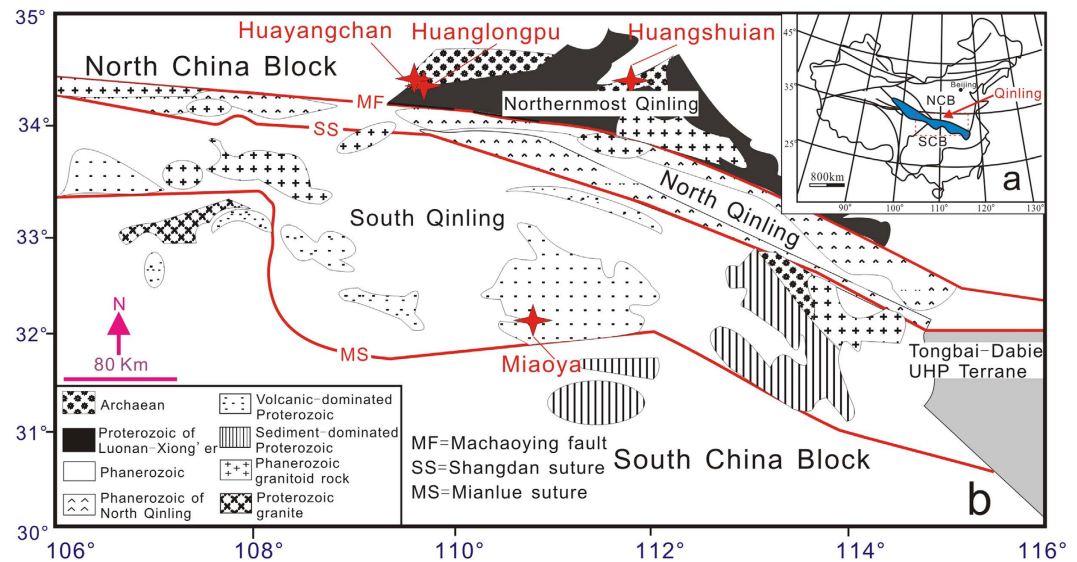 35°
34°
33°
32°
31°
30°
106°
108°
110°
112°
114°
116°
Huayangchan
Huanglongpu
Huangshuian
North China Block
MF
Northernmost Qinling
SS
North Qinling
South Qinling
N
80 Km
MS
Miaoya
Tongbai-Dabie
UHP Terrane
South China Block
MF=Machaoying fault
SS=Shangdan suture
MS=Mianlue suture
b
Archaean
Proterozoic of
Luonan-Xiong' er
Phanerozoic
Phanerozoic of
North Qinling
Volcanic-dominated
Proterozoic
Sediment-dominated
Proterozoic
Phanerozoic
granitoid rock
Proterozoic
granite
45°
35°
25°
Beijing
NCB
Qinling
SCB
800km
a
90°
100°
110°
120°
130°